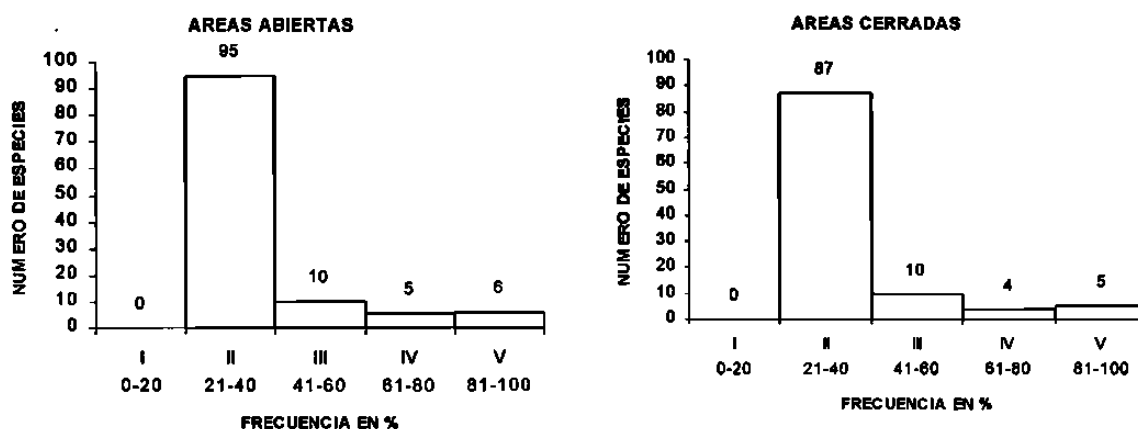 AREAS ABIERTAS
95
100
90
80
70
60
50
40
30
20
10
0
NUMERO DE ESPECIES
0
10
5
6
I
II
III
IV
V
0-20
21-40
41-60
61-80
81-100
FRECUENCIA EN %
AREAS CERRADAS
87
100
90
80
70
60
50
40
30
20
10
0
NUMERO DE ESPECIES
0
10
4
5
I
II
III
IV
V
0-20
21-40
41-60
61-80
81-100
FRECUENCIA EN %